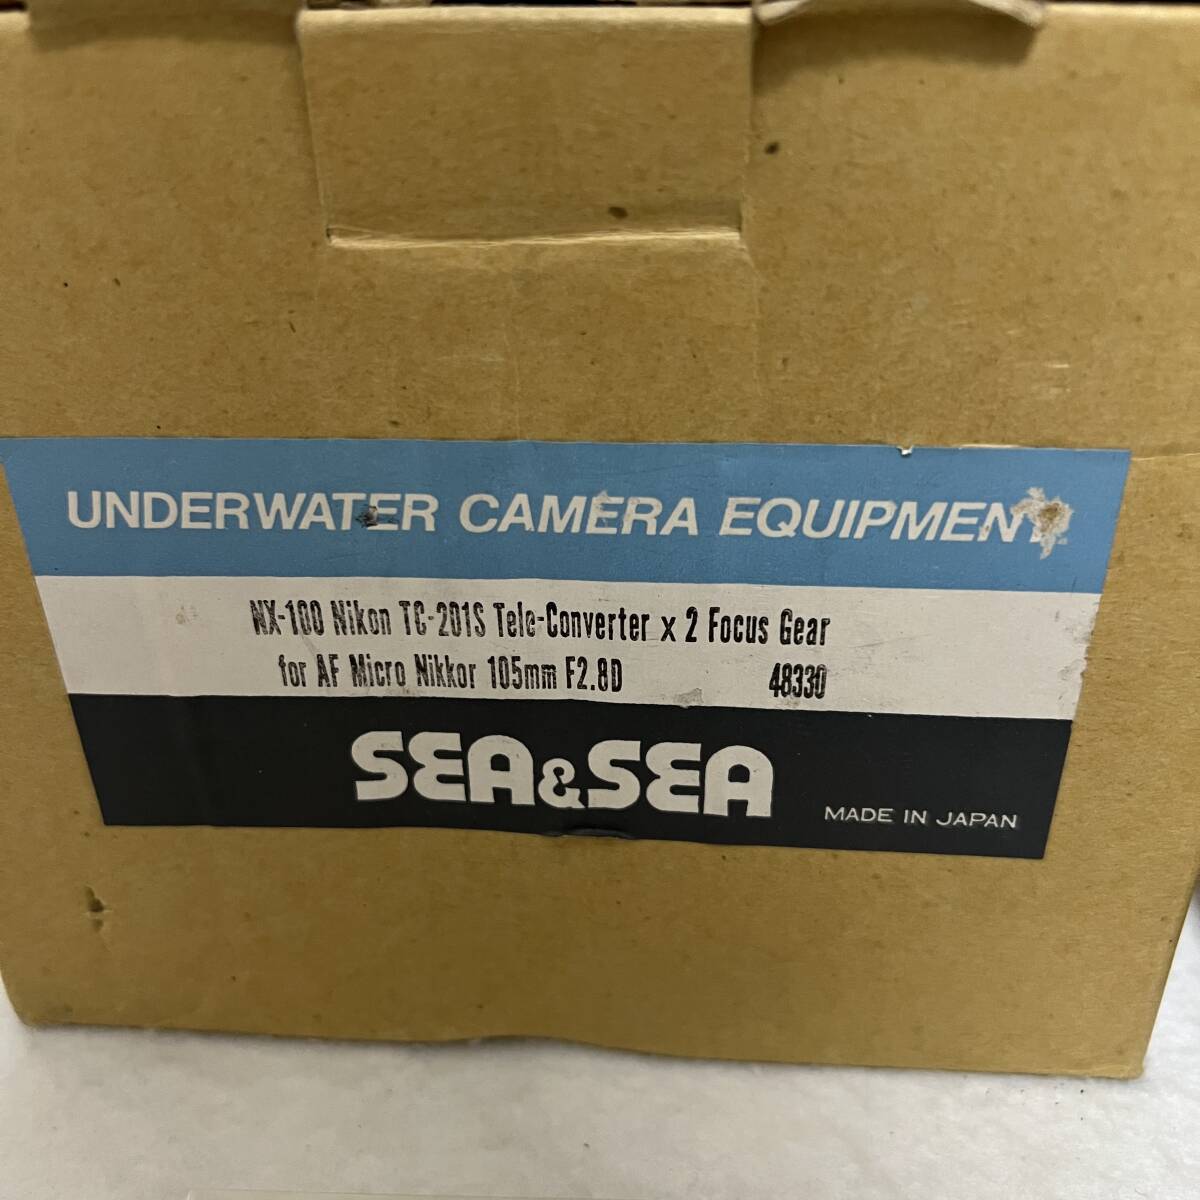 UNDERWATER CAMERA EQUIPMENT
NX-100 Nikon TC-201S Tele-Converter x 2 Focus Gear
for AF Micro Nikkor 105mm F2.8D 48330
SEA&SEA
MADE IN JAPAN